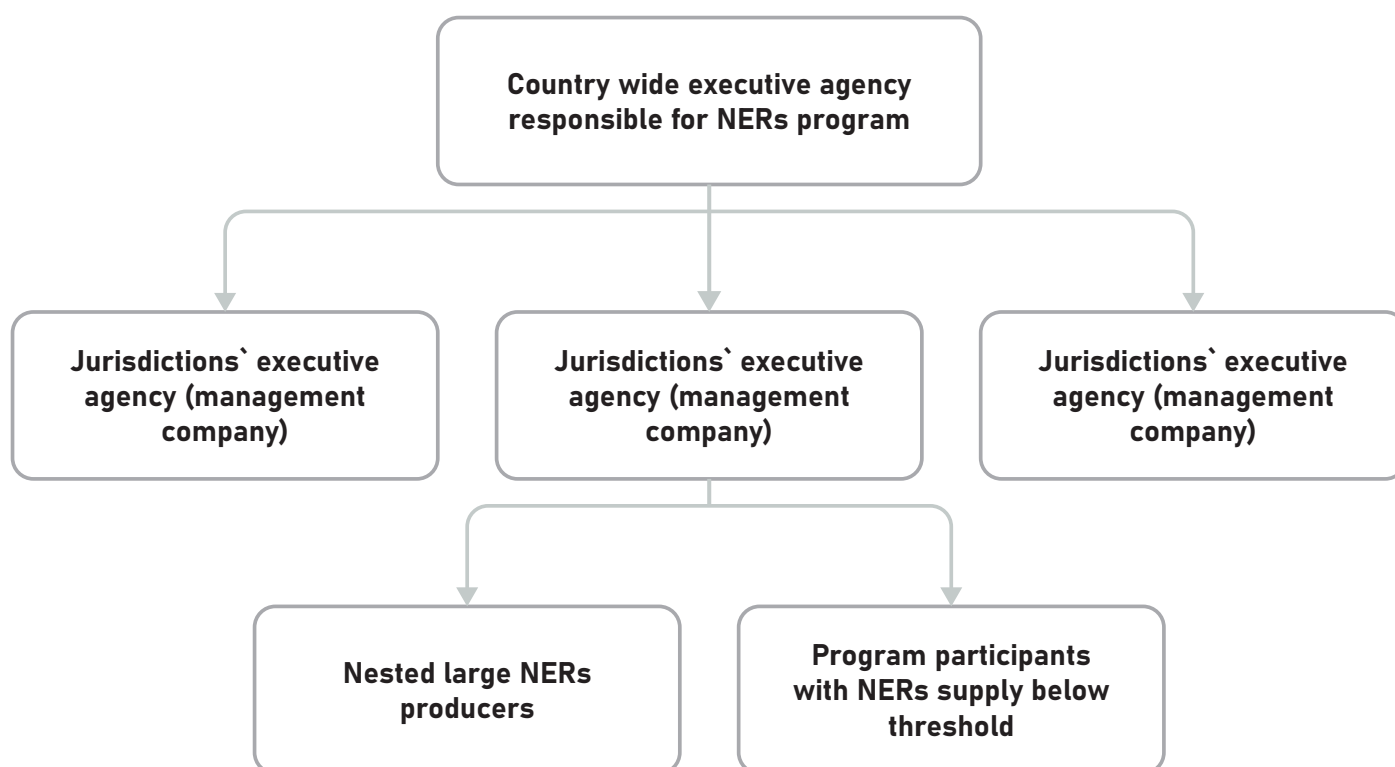 Country wide executive agency
responsible for NERs program
Jurisdictions` executive
agency (management
company)
Jurisdictions` executive
agency (management
company)
Jurisdictions` executive
agency (management
company)
Nested large NERs
producers
Program participants
with NERs supply below
threshold